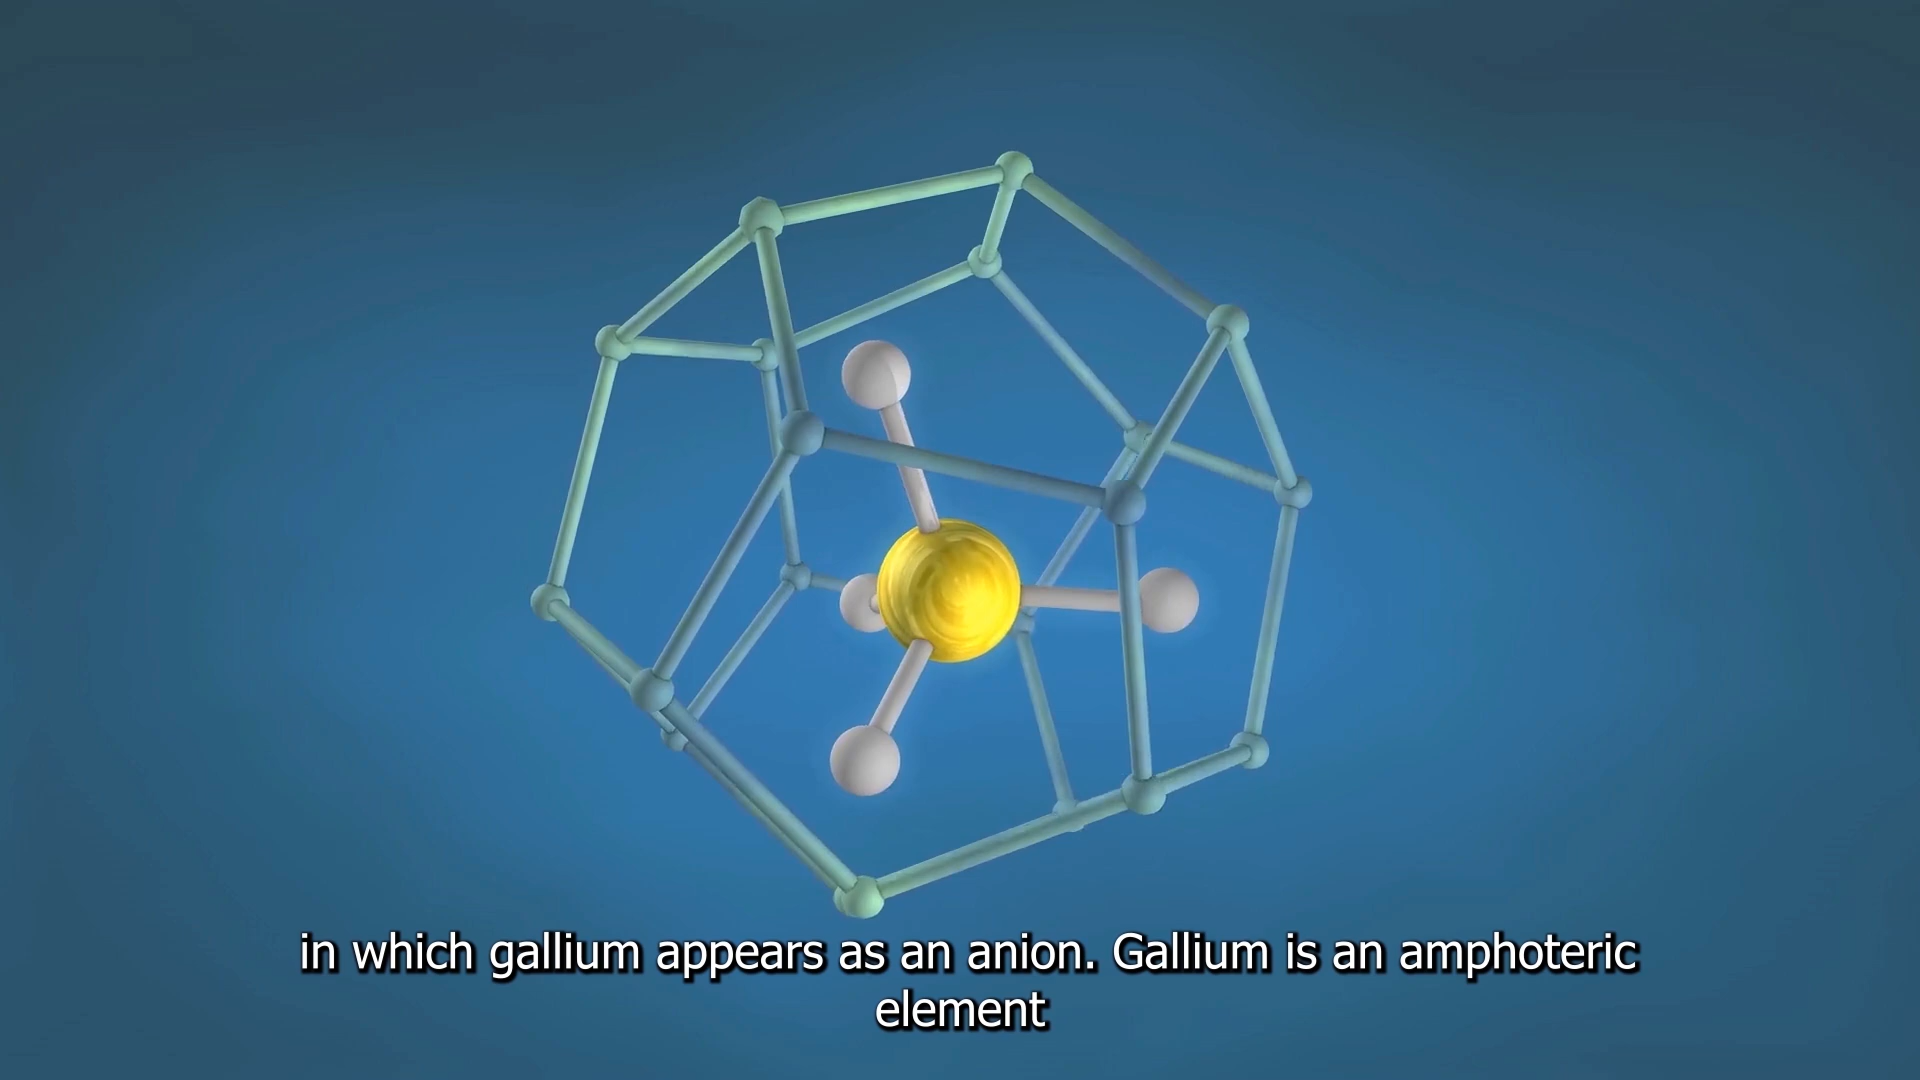 in which gallium appears as an anion. Gallium is an amphoteric
element